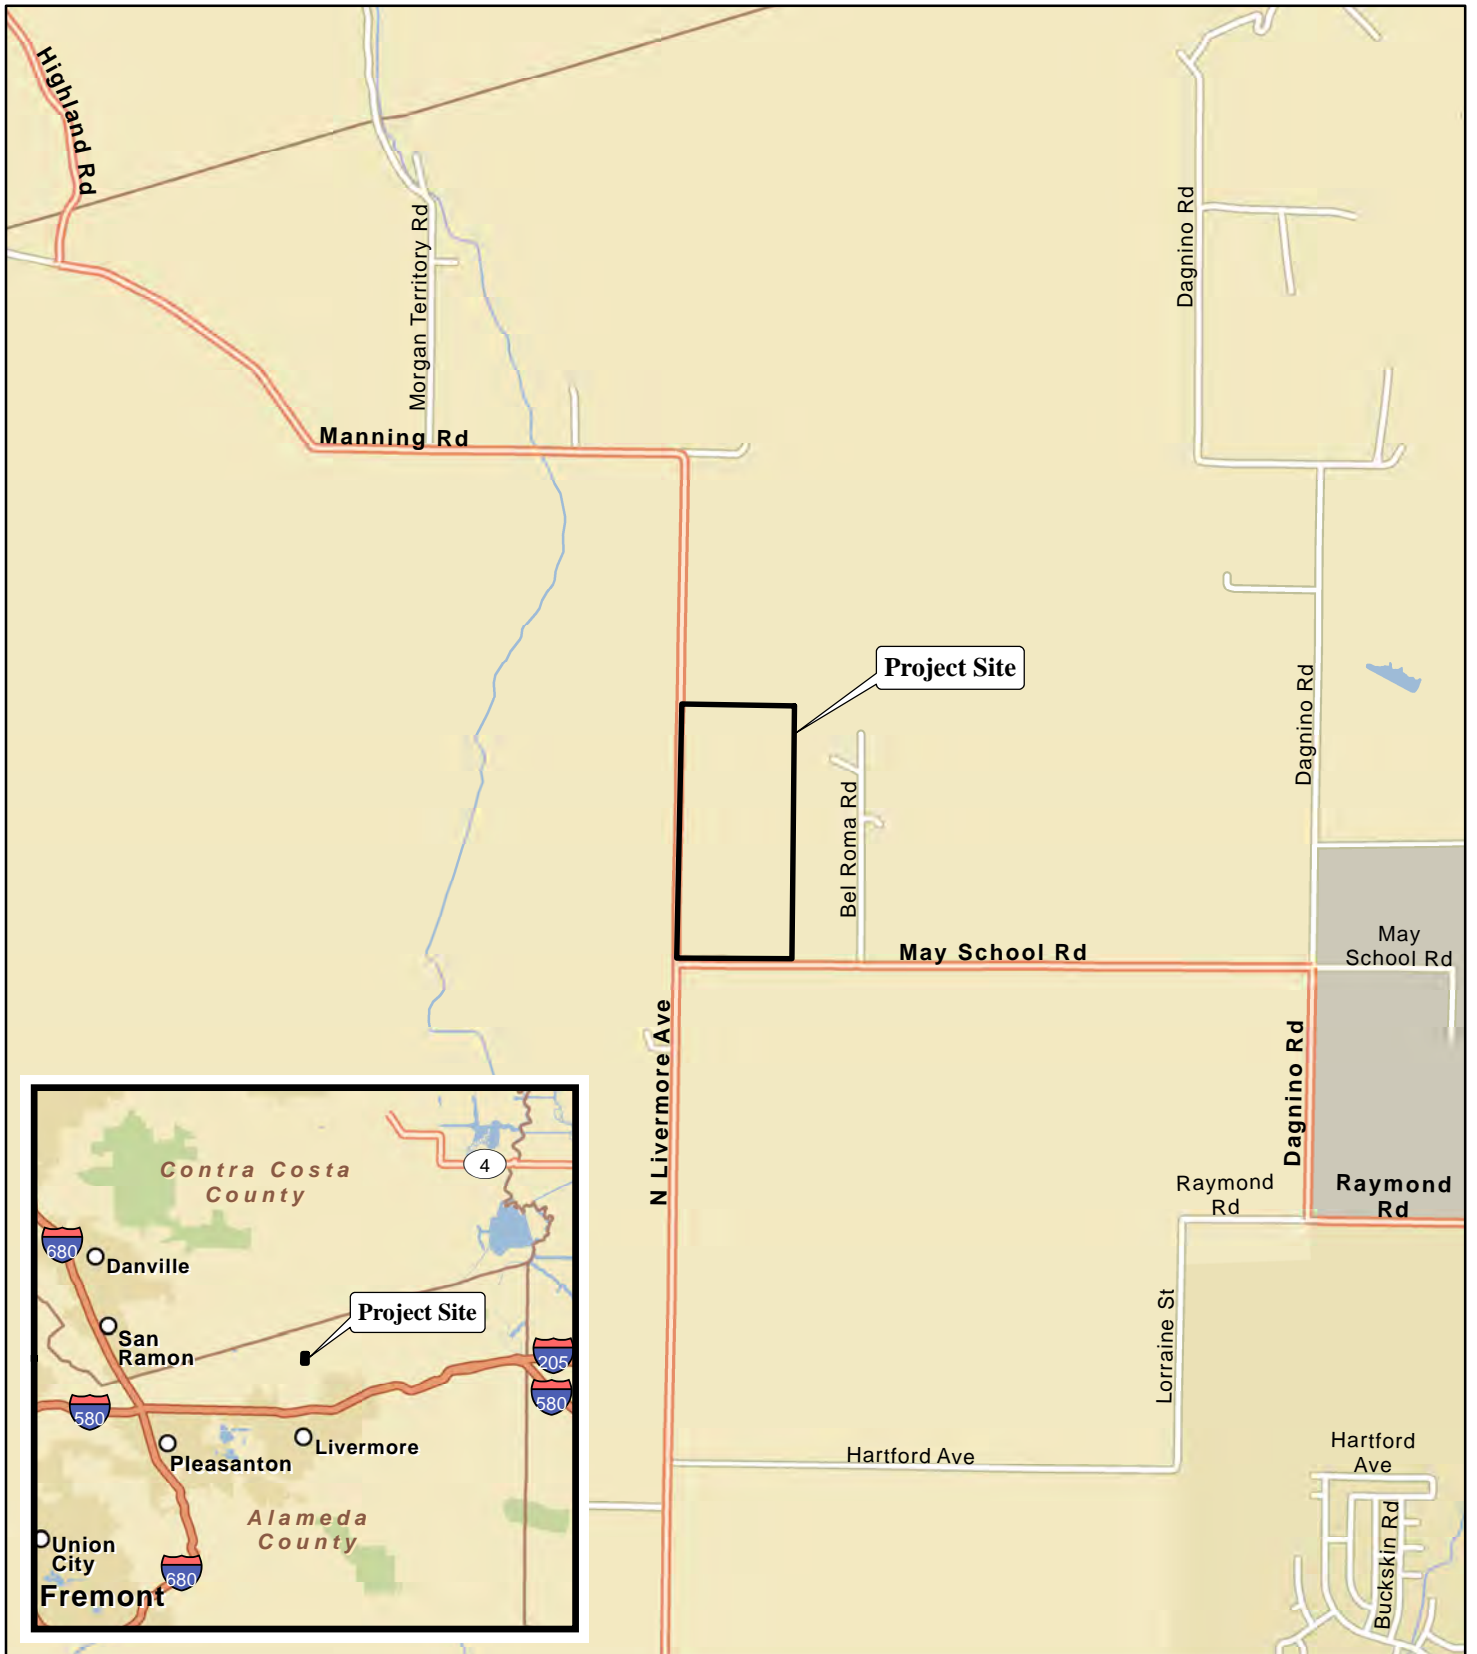 Highland Rd
Morgan Territory Rd
Dagnino Rd
Manning Rd
Project Site
Dagnino Rd
Bel Roma Rd
May School Rd
May
School Rd
N Livermore Ave
Dagnino Rd
Raymond
Rd
Raymond
Rd
Lorraine St
Hartford Ave
Hartford
Ave
Buckskin Rd
Contra Costa
County
4
680
Danville
Project Site
San
Ramon
205
580
580
Livermore
Pleasanton
Alameda
County
Union
City
680
Fremont